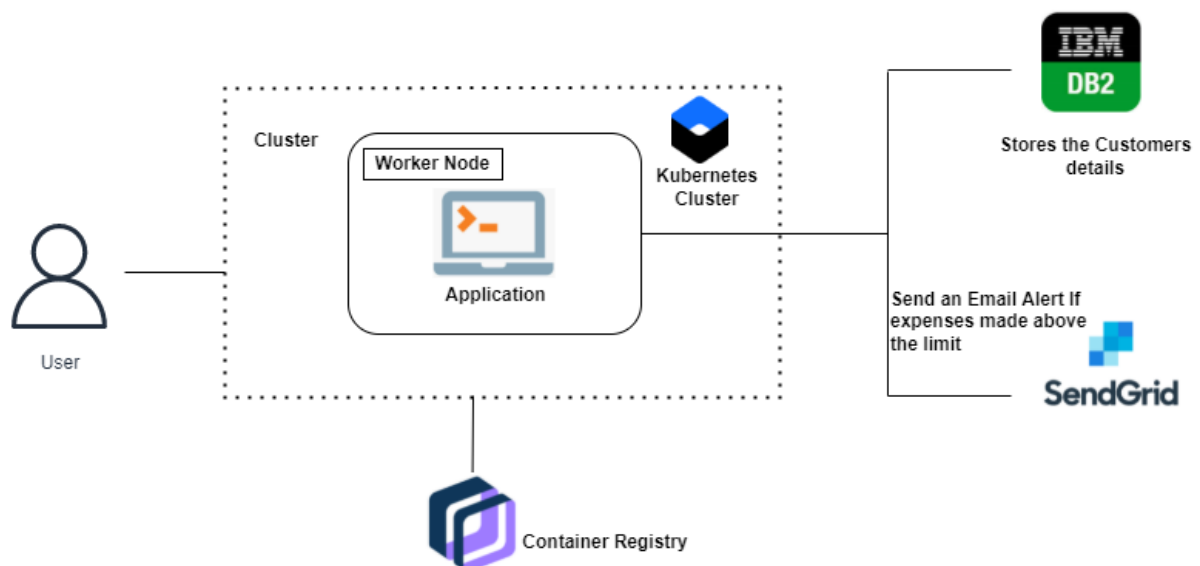 IBM
DB2
Stores the Customers
details
Cluster
Worker Node
Kubernetes
Cluster
Application
User
Send an Email Alert If
expenses made above
the limit
SendGrid
Container Registry